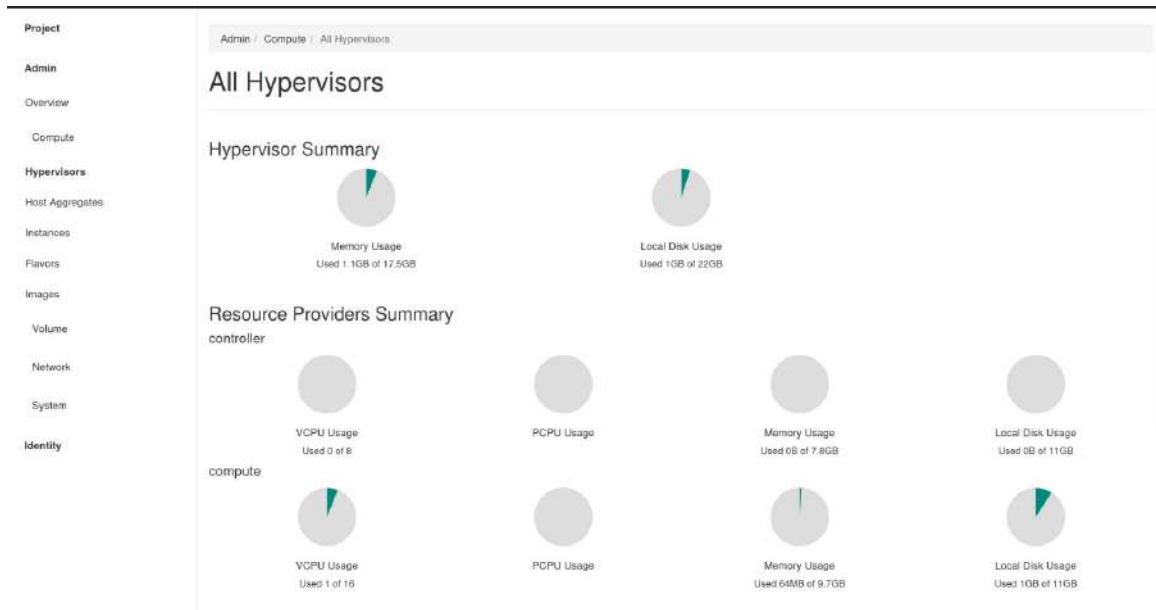 Project
Admin
Overview
Compute
Hypervisors
Host Aggregates
Instances
Flavors
Images
Volume
Network
System
Identity
Admin / Compute / All Hypervisors
All Hypervisors
Hypervisor Summary
Memory Usage
Used 1.1GB of 17.5GB
Local Disk Usage
Used 1GB of 22GB
Resource Providers Summary
controller
VCPU Usage
Used 0 of 8
PCPU Usage
Memory Usage
Used 0B of 7.8GB
Local Disk Usage
Used 0B of 11GB
compute
VCPU Usage
Used 1 of 16
PCPU Usage
Memory Usage
Used 64MB of 9.7GB
Local Disk Usage
Used 1GB of 11GB